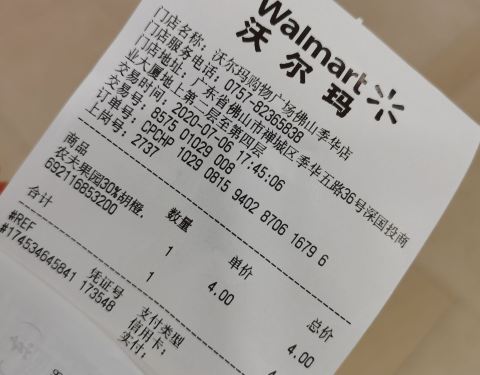 Walmart
沃尔玛
门店名称: 沃尔玛购物广场佛山季华店
门店服务电话: 0757-82365838
门店地址: 广东省佛山市禅城区季华五路36号深国投商
业大厦地上第二层至第四层
交易时间: 2020-07-06 17:45:06
交易号: 8575 01029 008
订单号: CPCHP 1029 0815 9402 8706 1679 6
上岗号: 2737
商品 数量 单价 总价
农夫果园30%胡橙.
692116853200 1 4.00 4.00
合计 1 4.00
凭证号 支付类型
#REF 信用卡:
#174534645841 173548 实付: